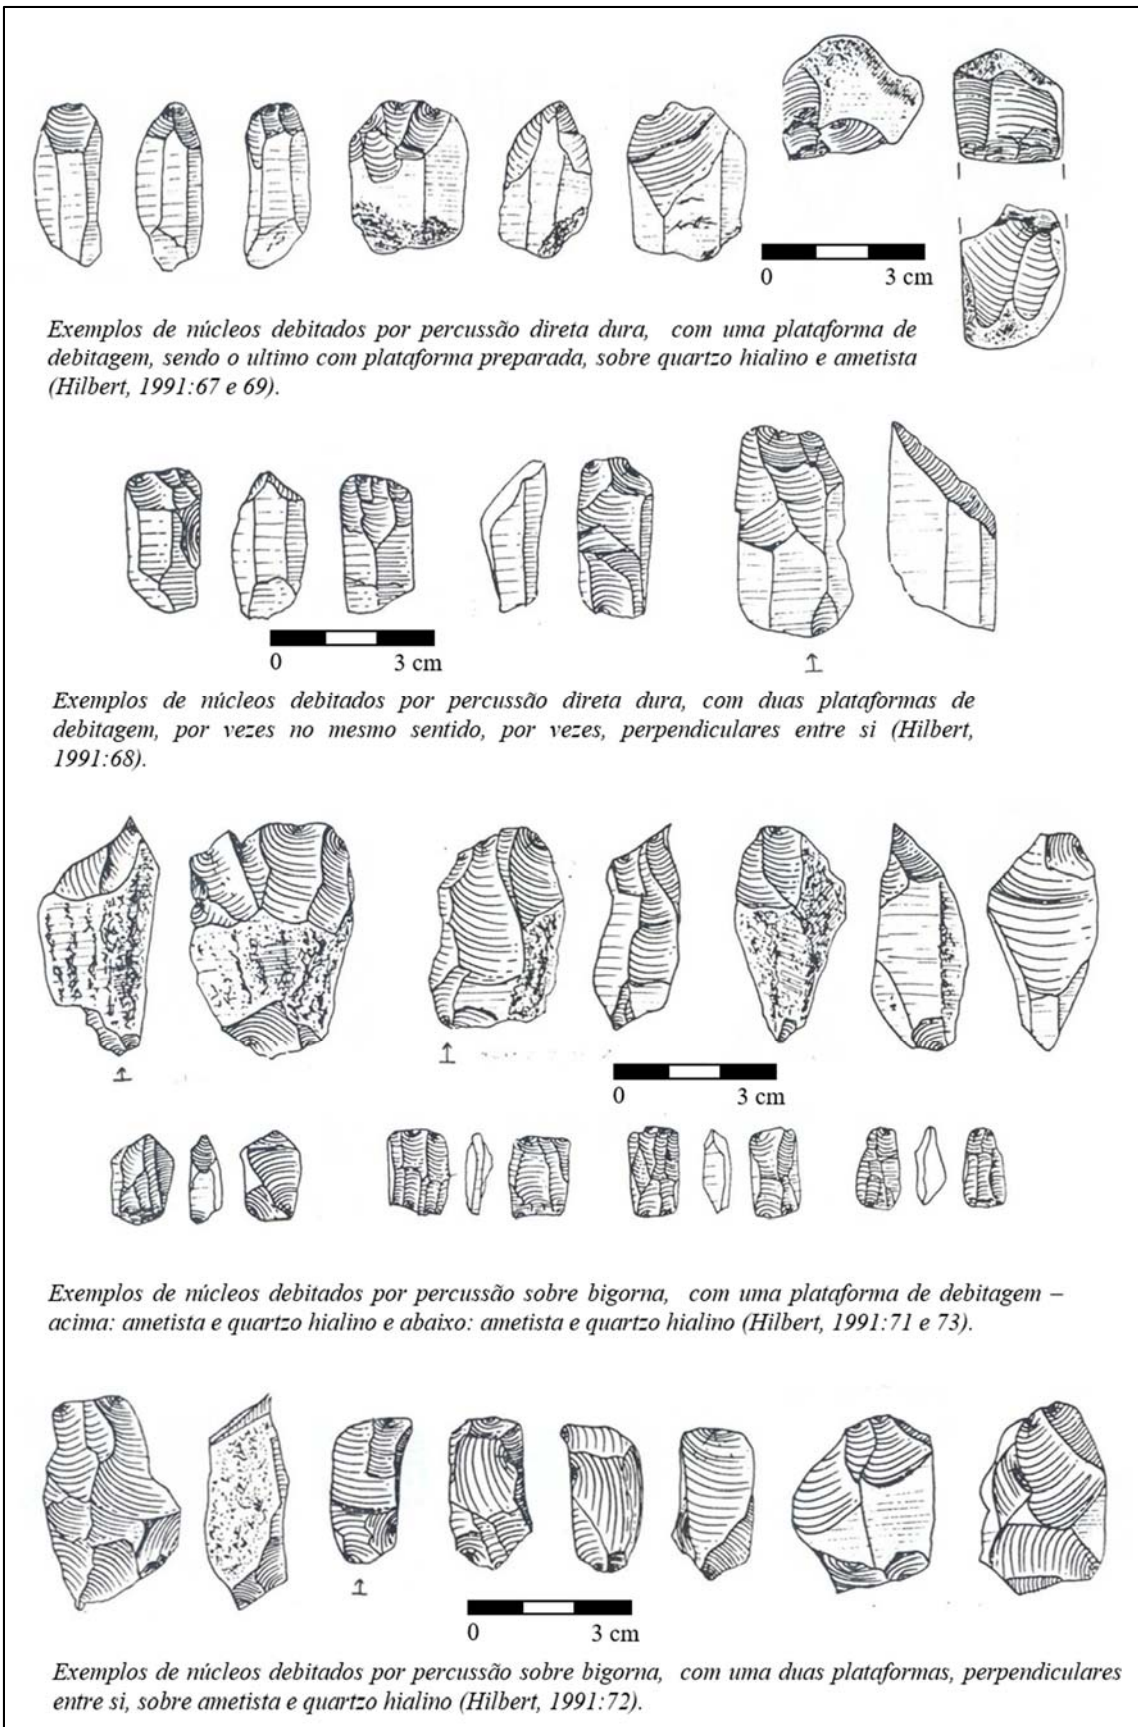 0 3 cm
Exemplos de núcleos debitados por percussão direta dura, com uma plataforma de
debitagem, sendo o ultimo com plataforma preparada, sobre quartzo hialino e ametista
(Hilbert, 1991:67 e 69).
0 3 cm
Exemplos de núcleos debitados por percussão direta dura, com duas plataformas de
debitagem, por vezes no mesmo sentido, por vezes, perpendiculares entre si (Hilbert,
1991:68).
0 3 cm
Exemplos de núcleos debitados por percussão sobre bigorna, com uma plataforma de debitagem –
acima: ametista e quartzo hialino e abaixo: ametista e quartzo hialino (Hilbert, 1991:71 e 73).
0 3 cm
Exemplos de núcleos debitados por percussão sobre bigorna, com uma duas plataformas, perpendiculares
entre si, sobre ametista e quartzo hialino (Hilbert, 1991:72).